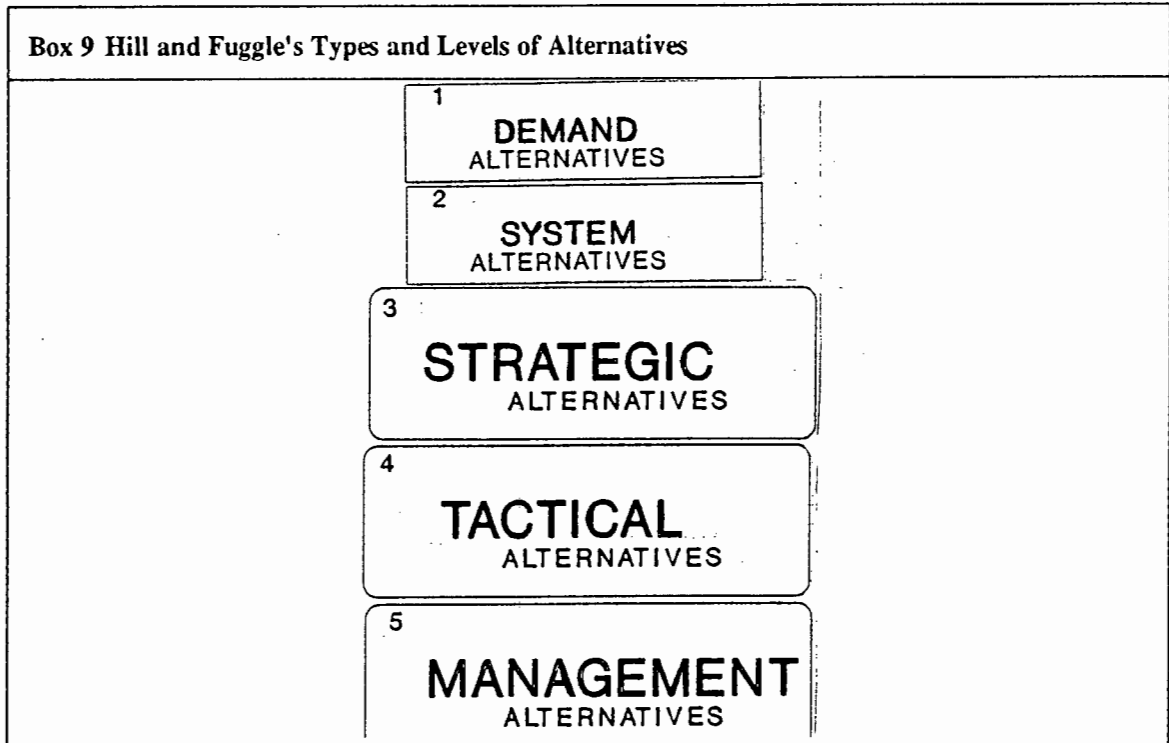 Box 9 Hill and Fuggle's Types and Levels of Alternatives
1
DEMAND
ALTERNATIVES
2
SYSTEM
ALTERNATIVES
3
STRATEGIC
ALTERNATIVES
4
TACTICAL
ALTERNATIVES
5
MANAGEMENT
ALTERNATIVES